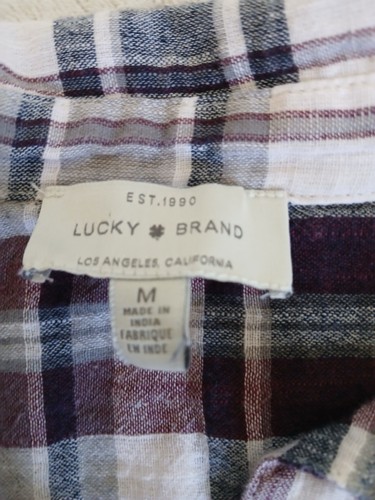 EST.1990
LUCKY BRAND
LOS ANGELES, CALIFORNIA
M
MADE IN
INDIA
FABRIQUE
EN INDE